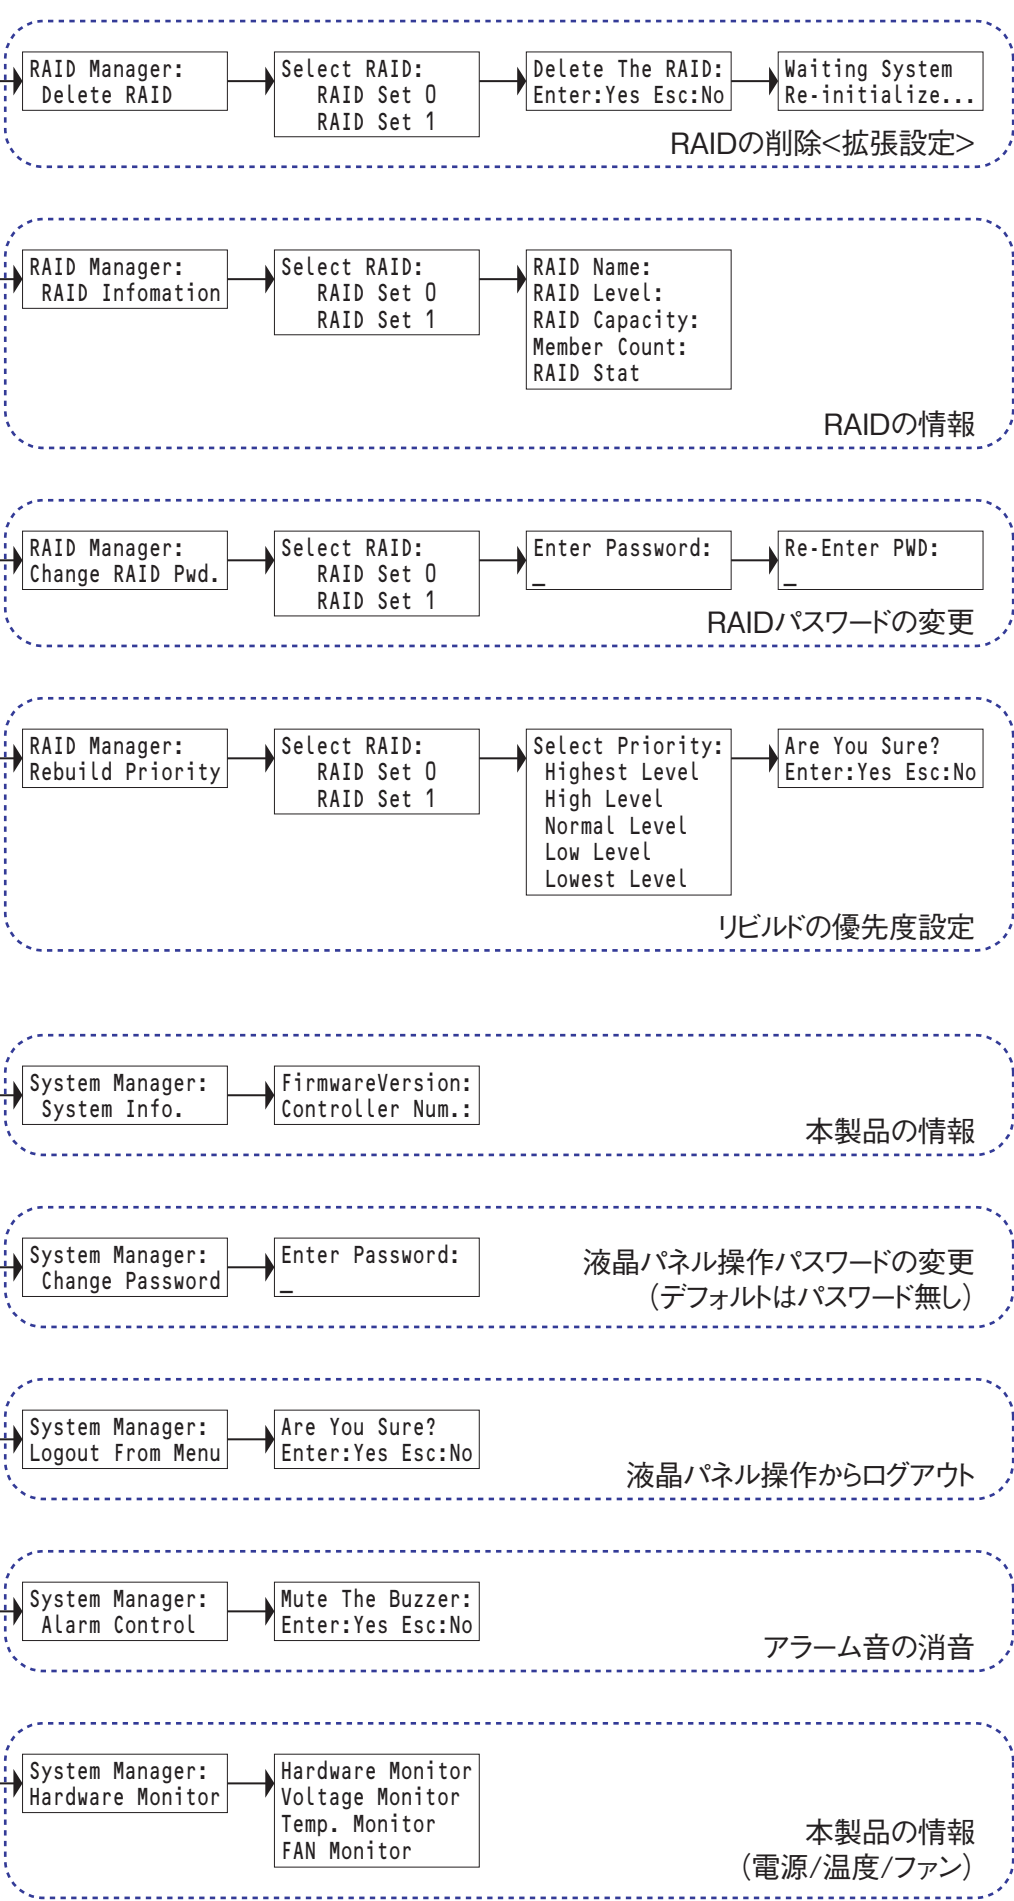 RAID Manager:
Delete RAID
Select RAID:
RAID Set 0
RAID Set 1
Delete The RAID:
Enter:Yes Esc:No
Waiting System
Re-initialize...
RAIDの削除<拡張設定>
RAID Manager:
RAID Infomation
Select RAID:
RAID Set 0
RAID Set 1
RAID Name:
RAID Level:
RAID Capacity:
Member Count:
RAID Stat
RAIDの情報
RAID Manager:
Change RAID Pwd.
Select RAID:
RAID Set 0
RAID Set 1
Enter Password:
_
Re-Enter PWD:
_
RAIDパスワードの変更
RAID Manager:
Rebuild Priority
Select RAID:
RAID Set 0
RAID Set 1
Select Priority:
Highest Level
High Level
Normal Level
Low Level
Lowest Level
Are You Sure?
Enter:Yes Esc:No
リビルドの優先度設定
System Manager:
System Info.
FirmwareVersion:
Controller Num.:
本製品の情報
System Manager:
Change Password
Enter Password:
_
液晶パネル操作パスワードの変更
（デフォルトはパスワード無し）
System Manager:
Logout From Menu
Are You Sure?
Enter:Yes Esc:No
液晶パネル操作からログアウト
System Manager:
Alarm Control
Mute The Buzzer:
Enter:Yes Esc:No
アラーム音の消音
System Manager:
Hardware Monitor
Hardware Monitor
Voltage Monitor
Temp. Monitor
FAN Monitor
本製品の情報
（電源/温度/ファン）